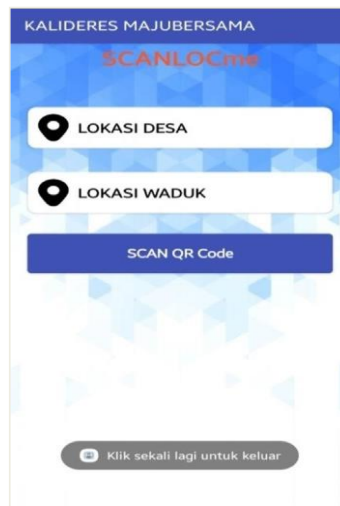 KALIDERES MAJUBERSAMA
SCANLOCme
LOKASI DESA
LOKASI WADUK
SCAN QR Code
Klik sekali lagi untuk keluar